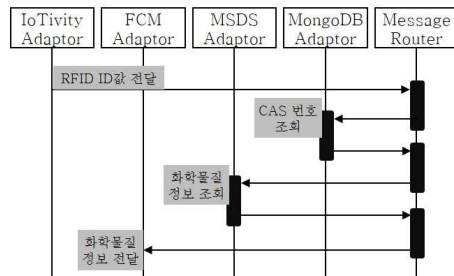 IoTivity
Adaptor
FCM
Adaptor
MSDS
Adaptor
MongoDB
Adaptor
Message
Router
RFID ID값 전달
CAS 번호
조회
화학물질
정보 조회
화학물질
정보 전달